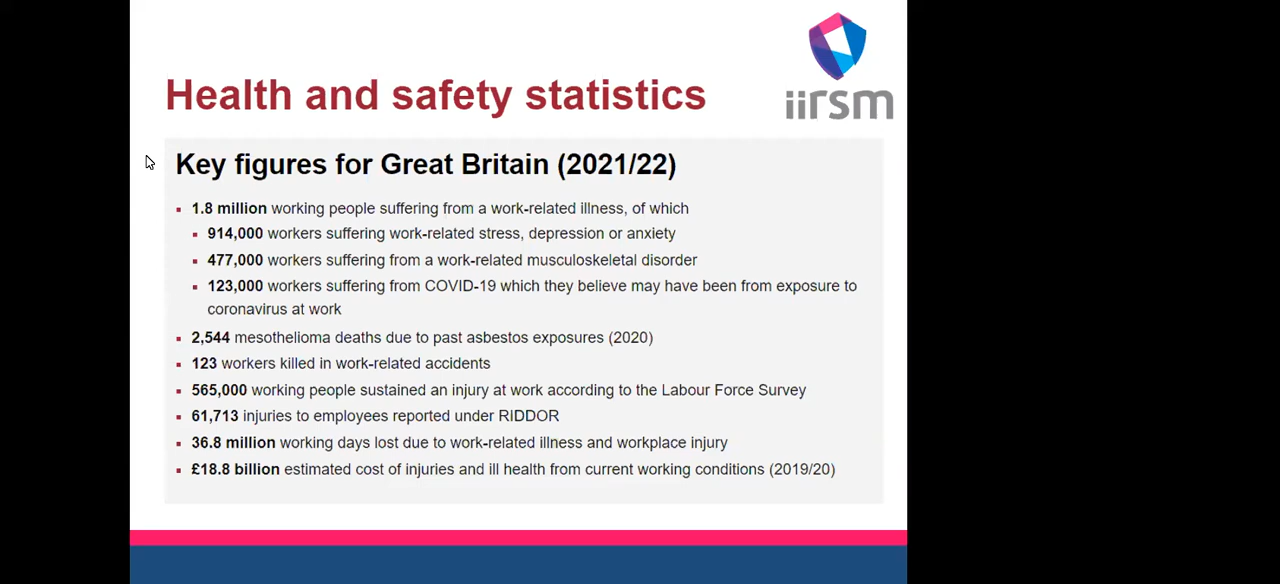 iirsm
Health and safety statistics
Key figures for Great Britain (2021/22)
1.8 million working people suffering from a work-related illness, of which
914,000 workers suffering work-related stress, depression or anxiety
477,000 workers suffering from a work-related musculoskeletal disorder
123,000 workers suffering from COVID-19 which they believe may have been from exposure to
coronavirus at work
2,544 mesothelioma deaths due to past asbestos exposures (2020)
123 workers killed in work-related accidents
565,000 working people sustained an injury at work according to the Labour Force Survey
61,713 injuries to employees reported under RIDDOR
36.8 million working days lost due to work-related illness and workplace injury
£18.8 billion estimated cost of injuries and ill health from current working conditions (2019/20)